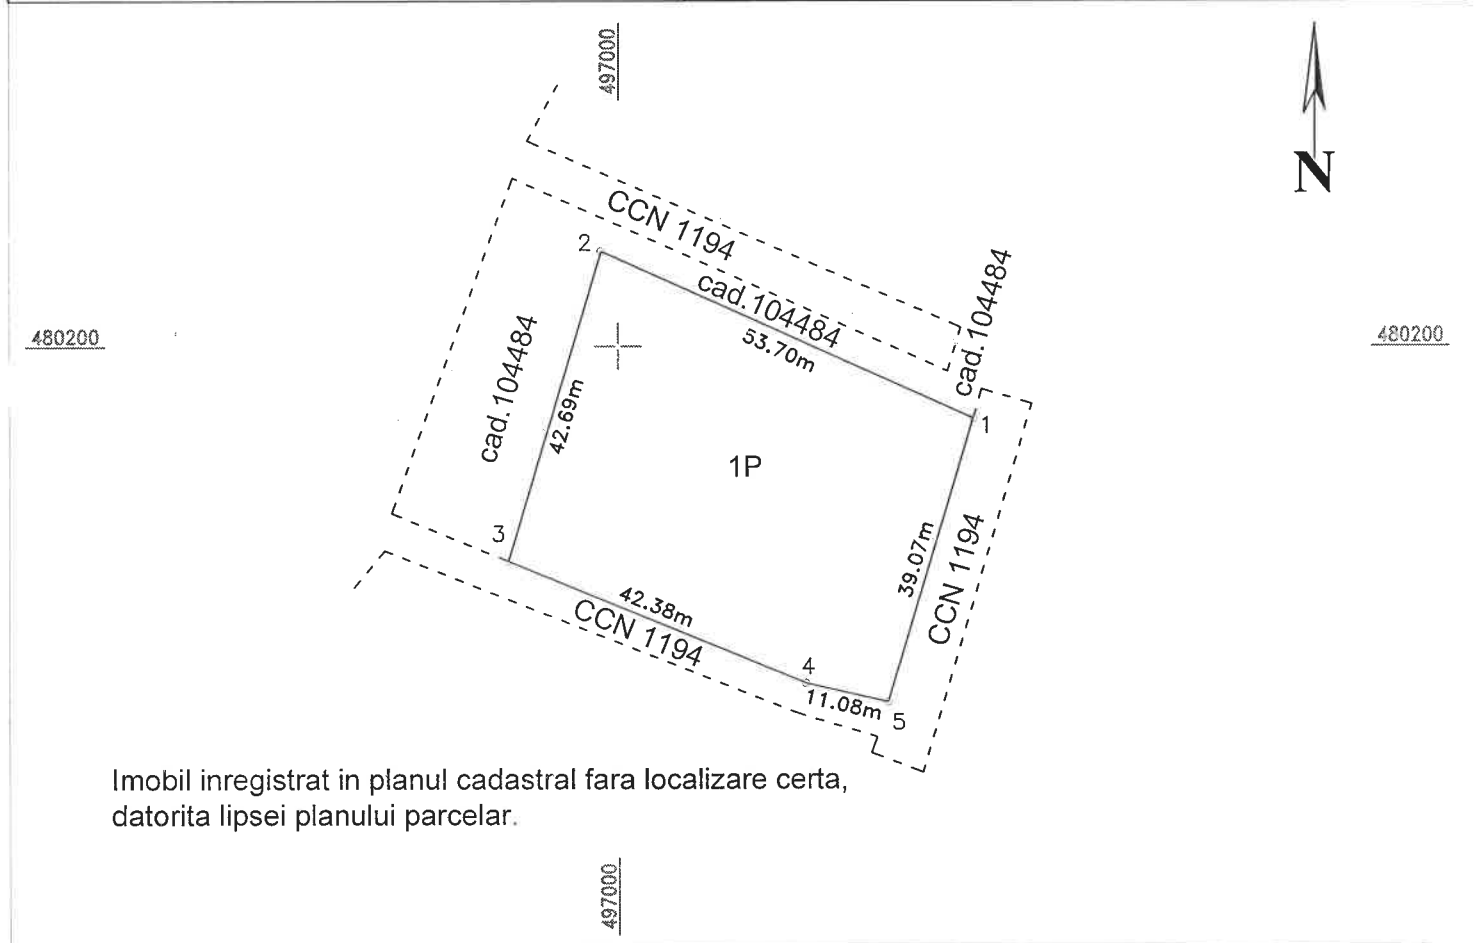 497000
N
CCN 1194
2
cad.104484
cad.104484
53.70m
480200
480200
cad.104484
42.69m
1
1P
3
39.07m
CCN 1194
42.38m
CCN 1194
4
11.08m
5
Imobil inregistrat in planul cadastral fara localizare certa,
datorita lipsei planului parcelar.
497000